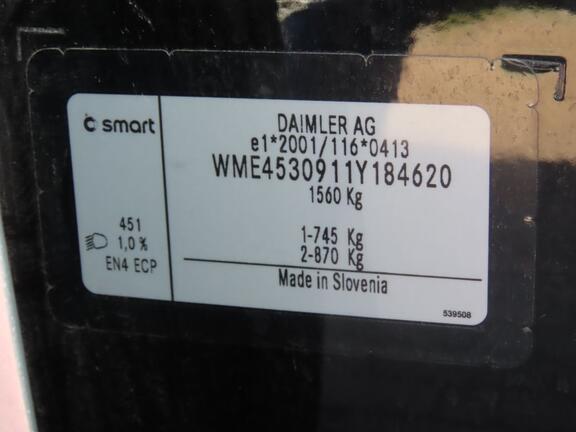 smart
DAIMLER AG
e1*2001/116*0413
WME4530911Y184620
1560 Kg
1-745 Kg
2-870 Kg
451
1,0 %
EN4 ECP
Made in Slovenia
539508